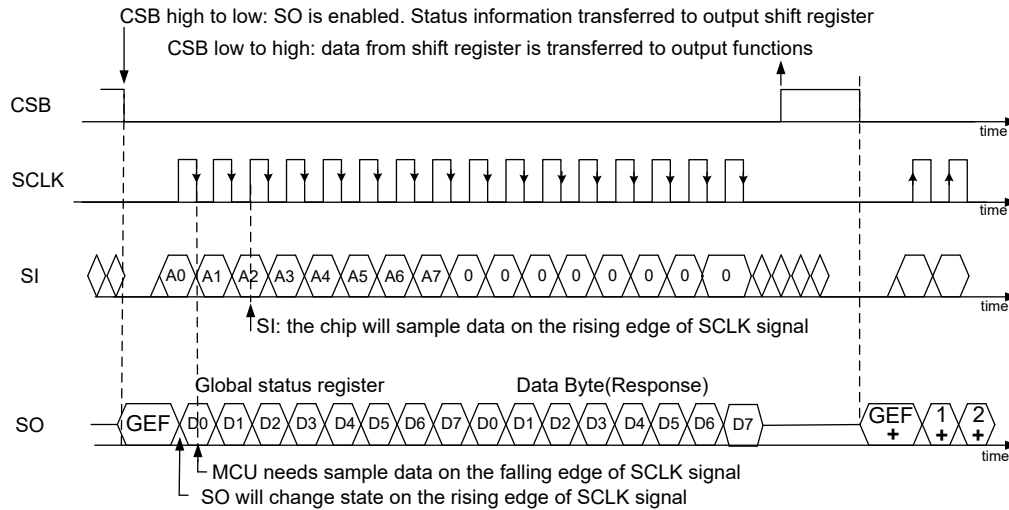 CSB high to low: SO is enabled. Status information transferred to output shift register
CSB low to high: data from shift register is transferred to output functions
CSB
time
SCLK
time
SI
A0 A1 A2 A3 A4 A5 A6 A7 0 0 0 0 0 0 0 0
time
SI: the chip will sample data on the rising edge of SCLK signal
Global status register Data Byte(Response)
SO
GEF D0 D1 D2 D3 D4 D5 D6 D7 D0 D1 D2 D3 D4 D5 D6 D7 GEF + 1 + 2 +
time
MCU needs sample data on the falling edge of SCLK signal
SO will change state on the rising edge of SCLK signal